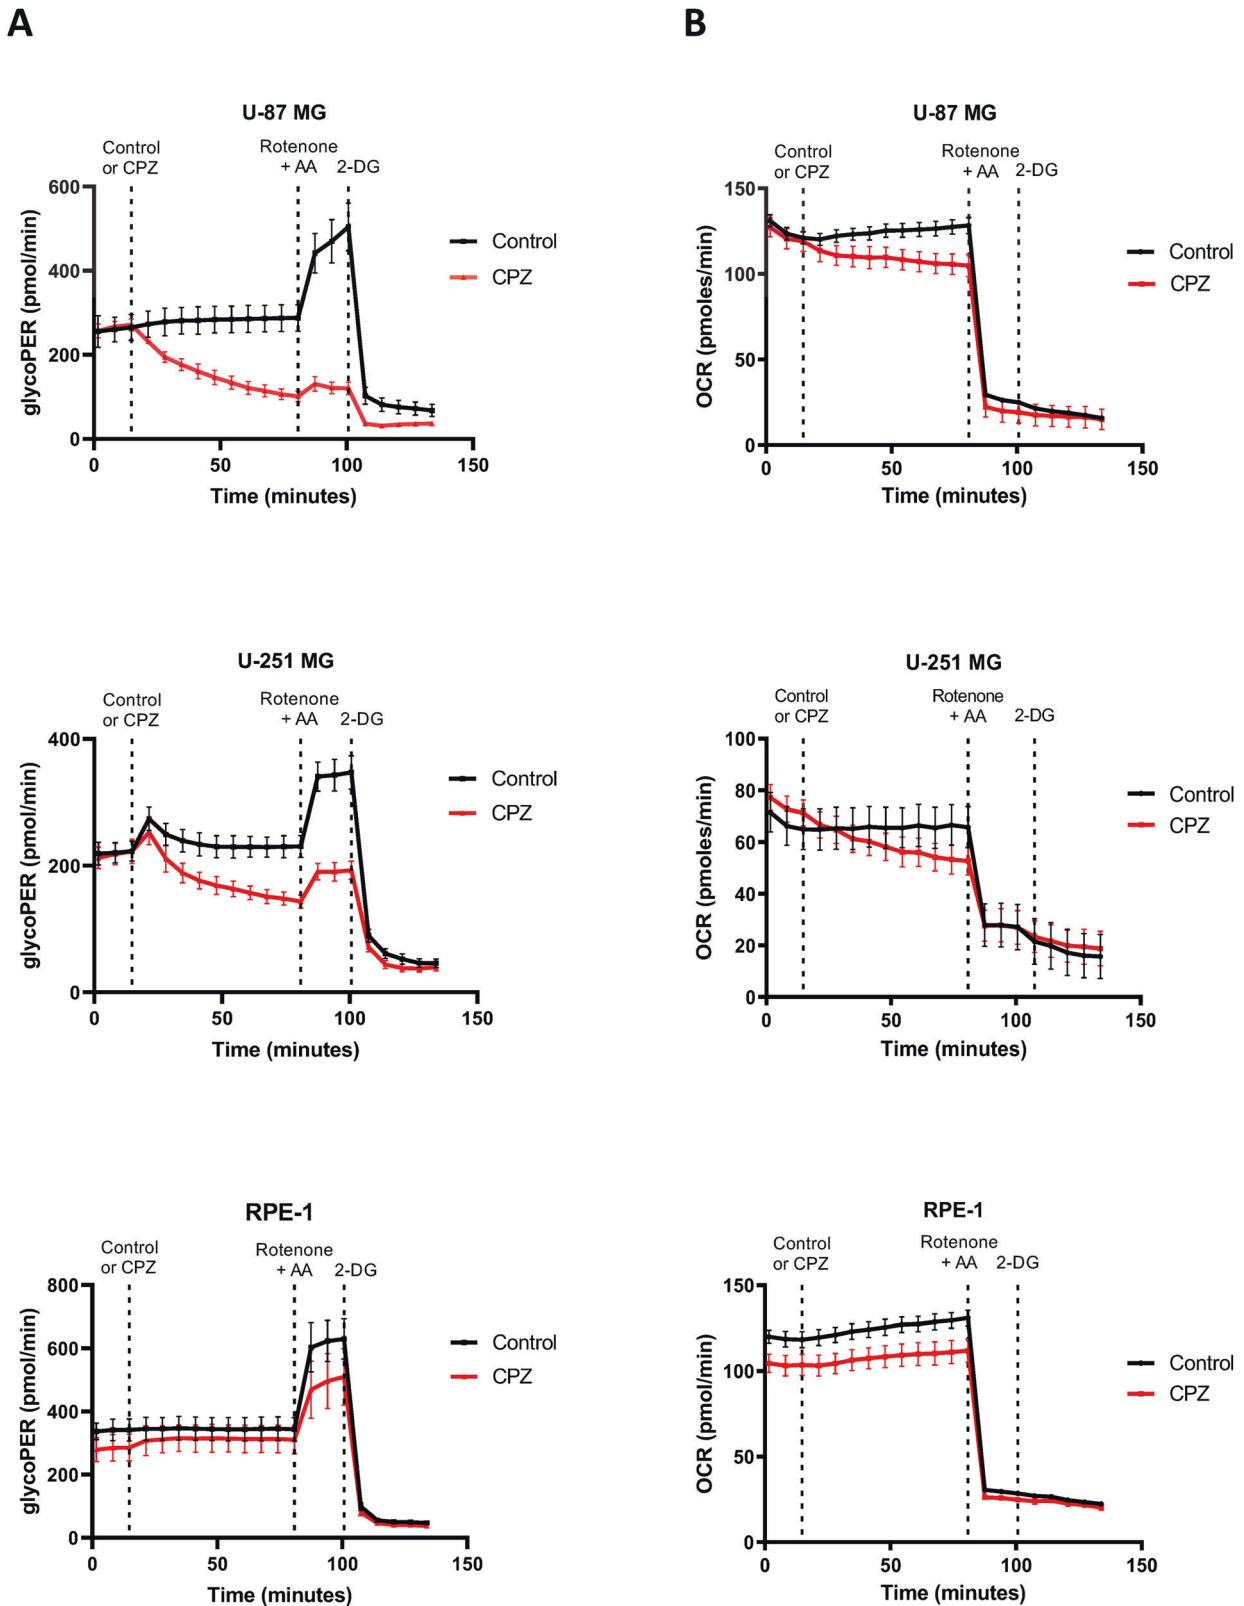 A
U-87 MG
Control
or CPZ
Rotenone
+ AA
2-DG
600
400
200
0
glycoPER (pmol/min)
0
50
100
150
Time (minutes)
Control
CPZ
U-251 MG
Control
or CPZ
Rotenone
+ AA
2-DG
400
200
0
glycoPER (pmol/min)
0
50
100
150
Time (minutes)
Control
CPZ
RPE-1
Control
or CPZ
Rotenone
+ AA
2-DG
800
600
400
200
0
glycoPER (pmol/min)
0
50
100
150
Time (minutes)
Control
CPZ
B
U-87 MG
Control
or CPZ
Rotenone
+ AA
2-DG
150
100
50
0
OCR (pmoles/min)
0
50
100
150
Time (minutes)
Control
CPZ
U-251 MG
Control
or CPZ
Rotenone
+ AA
2-DG
100
80
60
40
20
0
OCR (pmoles/min)
0
50
100
150
Time (minutes)
Control
CPZ
RPE-1
Control
or CPZ
Rotenone
+ AA
2-DG
150
100
50
0
OCR (pmol/min)
0
50
100
150
Time (minutes)
Control
CPZ